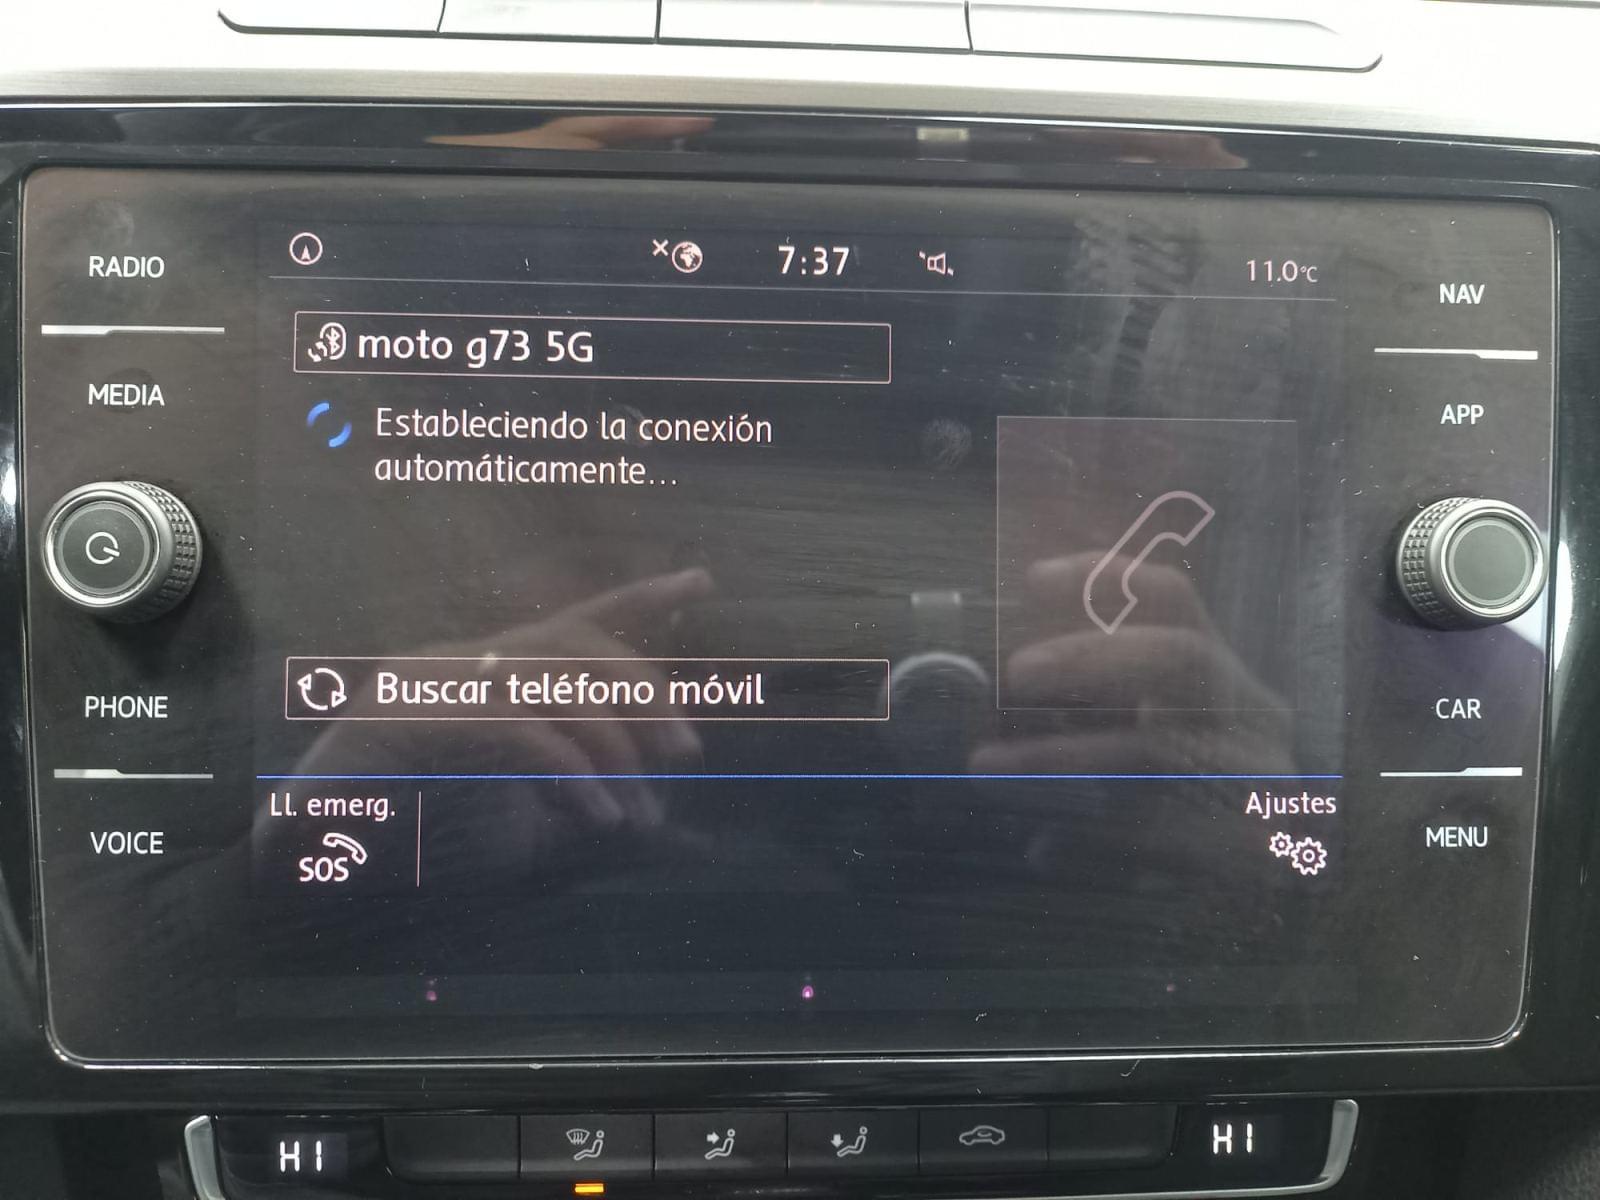 7:37
11.0°C
RADIO
NAV
moto g73 5G
MEDIA
APP
Estableciendo la conexión
automáticamente...
Buscar teléfono móvil
PHONE
CAR
Ll. emerg.
Ajustes
VOICE
SOS
MENU
HI
HI